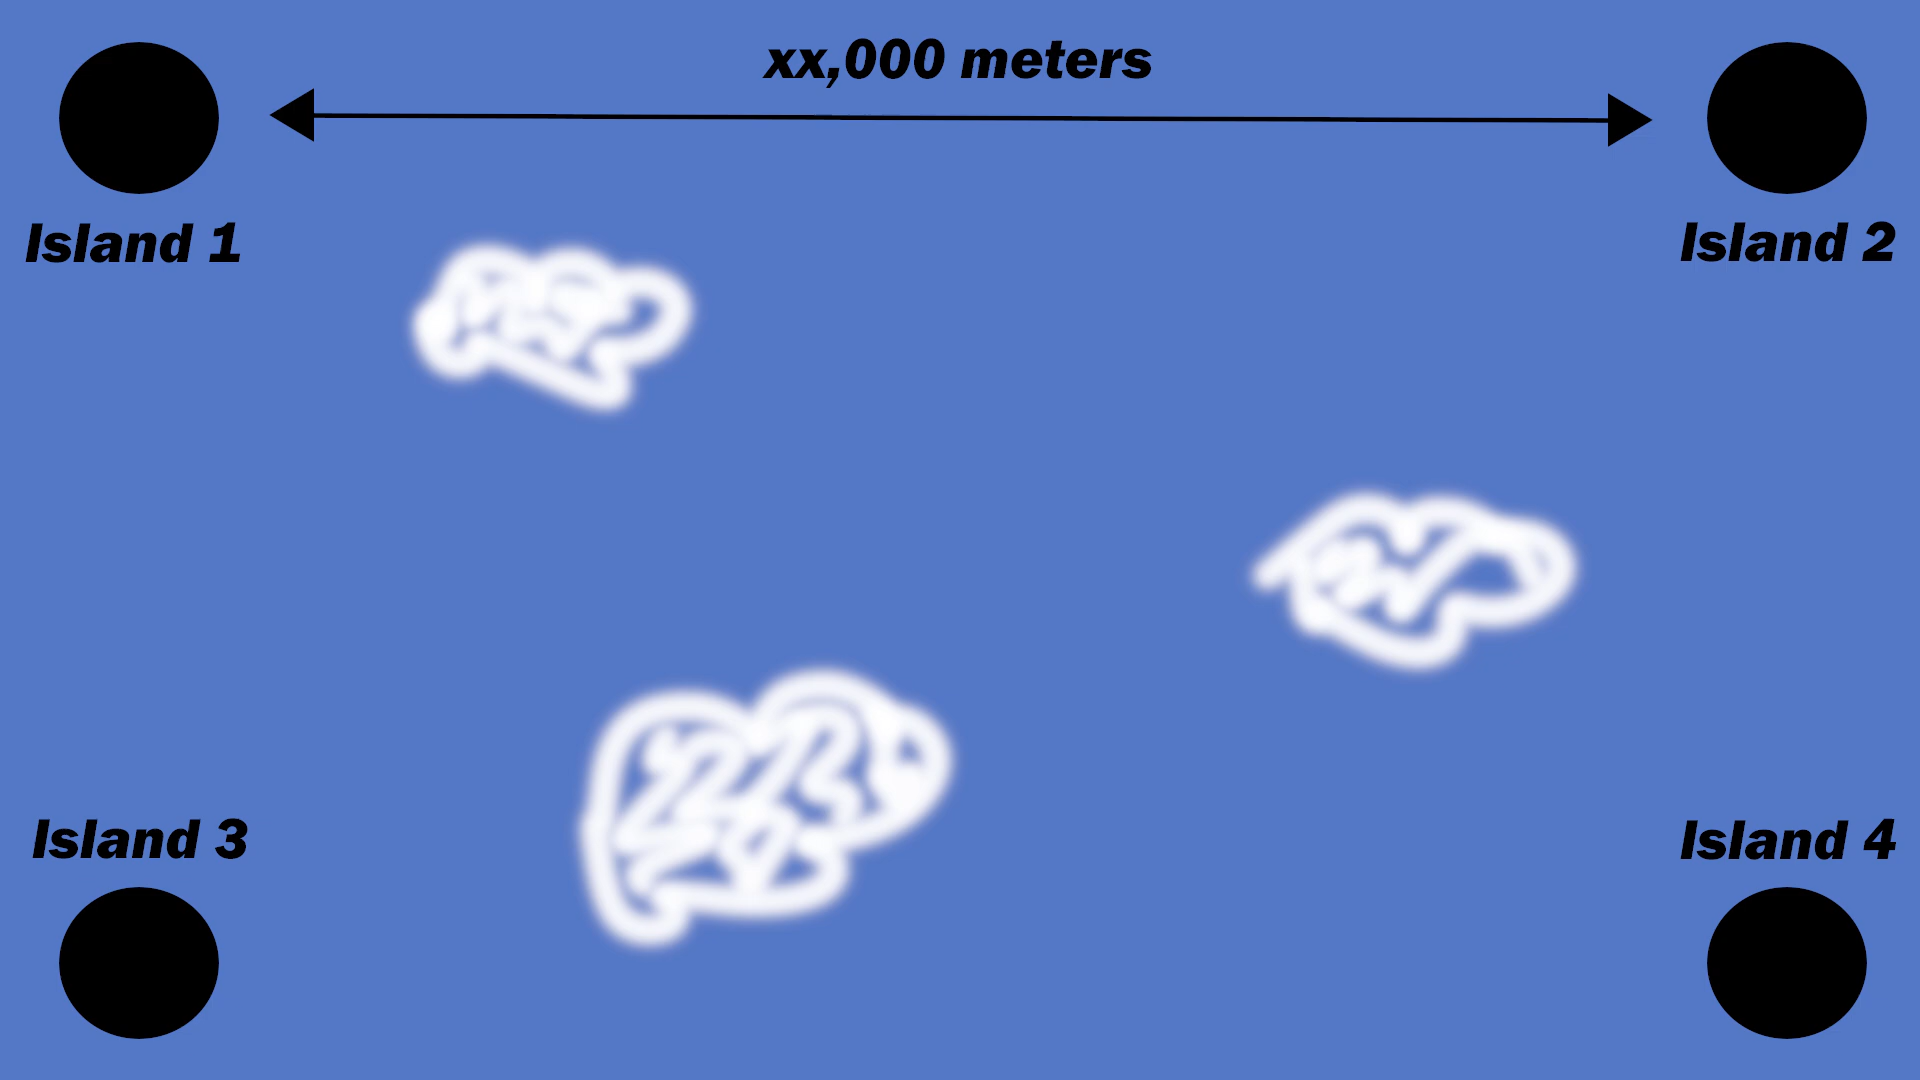 xx,000 meters
Island 1
Island 2
Island 3
Island 4